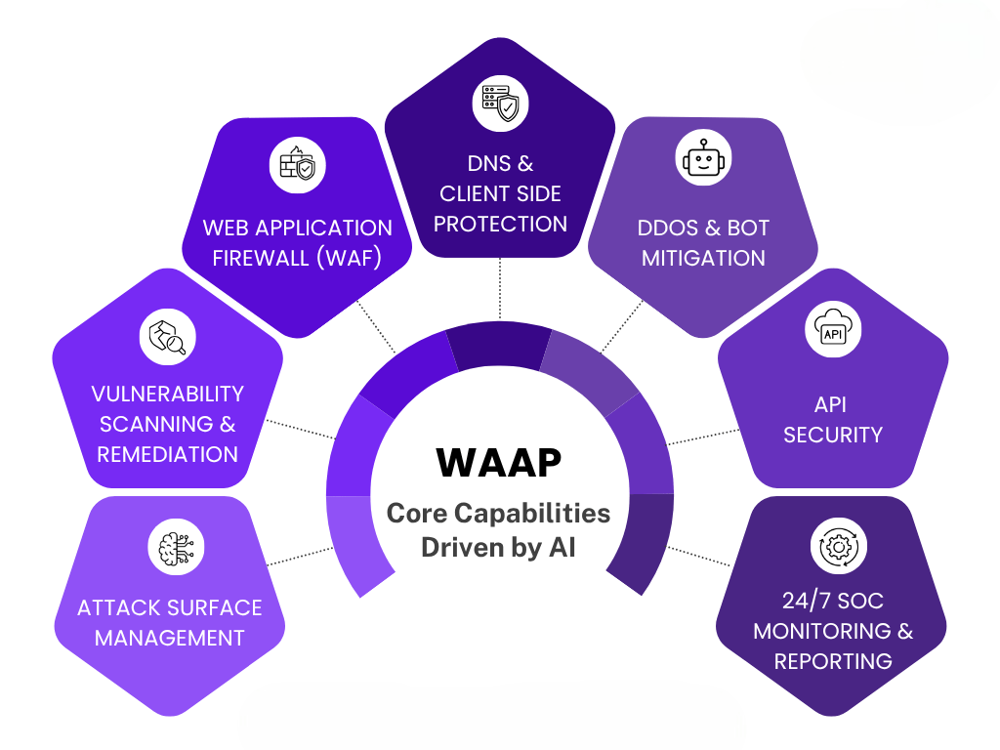 DNS &
CLIENT SIDE
PROTECTION
WEB APPLICATION
FIREWALL (WAF)
DDOS & BOT
MITIGATION
VULNERABILITY
SCANNING &
REMEDIATION
API
API
SECURITY
WAAP
Core Capabilities
Driven by AI
ATTACK SURFACE
MANAGEMENT
24/7 SOC
MONITORING &
REPORTING